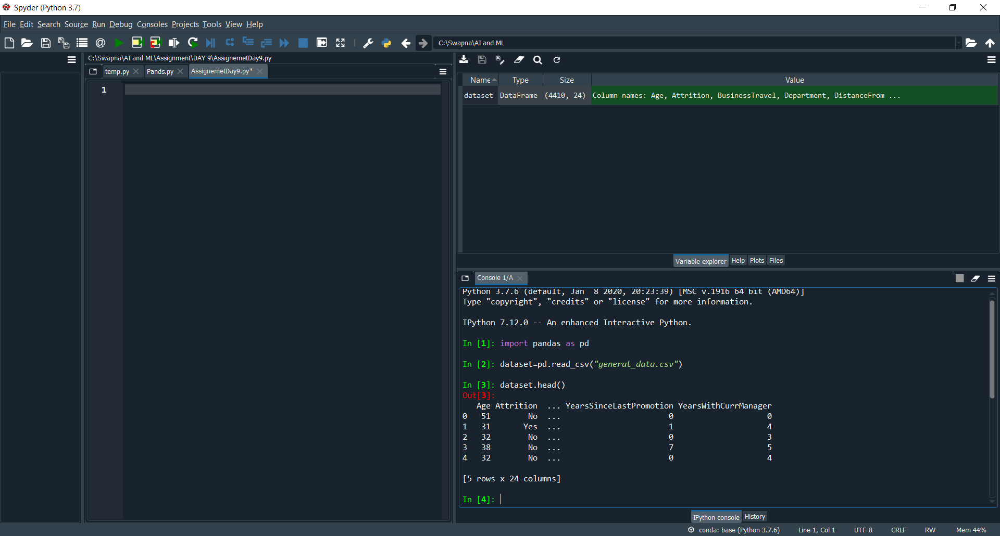 Spyder (Python 3.7)
File Edit Search Source Run Debug Consoles Projects Tools View Help
C:\Swapna\AI and ML
C:\Swapna\AI and ML\Assignment\DAY 9\AssignemetDay9.py
temp.py Pands.py AssignemetDay9.py*
1
Name Type Size Value
dataset DataFrame (4410, 24) Column names: Age, Attrition, BusinessTravel, Department, DistanceFrom ...
Variable explorer Help Plots Files
Console 1/A
Python 3.7.6 (default, Jan  8 2020, 20:23:39) [MSC v.1916 64 bit (AMD64)]
Type "copyright", "credits" or "license" for more information.
IPython 7.12.0 -- An enhanced Interactive Python.
In [1]: import pandas as pd
In [2]: dataset=pd.read_csv("general_data.csv")
In [3]: dataset.head()
Out[3]:
   Age Attrition  ... YearsSinceLastPromotion YearsWithCurrManager
0   51        No  ...                       0                    0
1   31       Yes  ...                       1                    4
2   32        No  ...                       0                    3
3   38        No  ...                       7                    5
4   32        No  ...                       0                    4
[5 rows x 24 columns]
In [4]:
IPython console History
conda: base (Python 3.7.6) Line 1, Col 1 UTF-8 CRLF RW Mem 44%